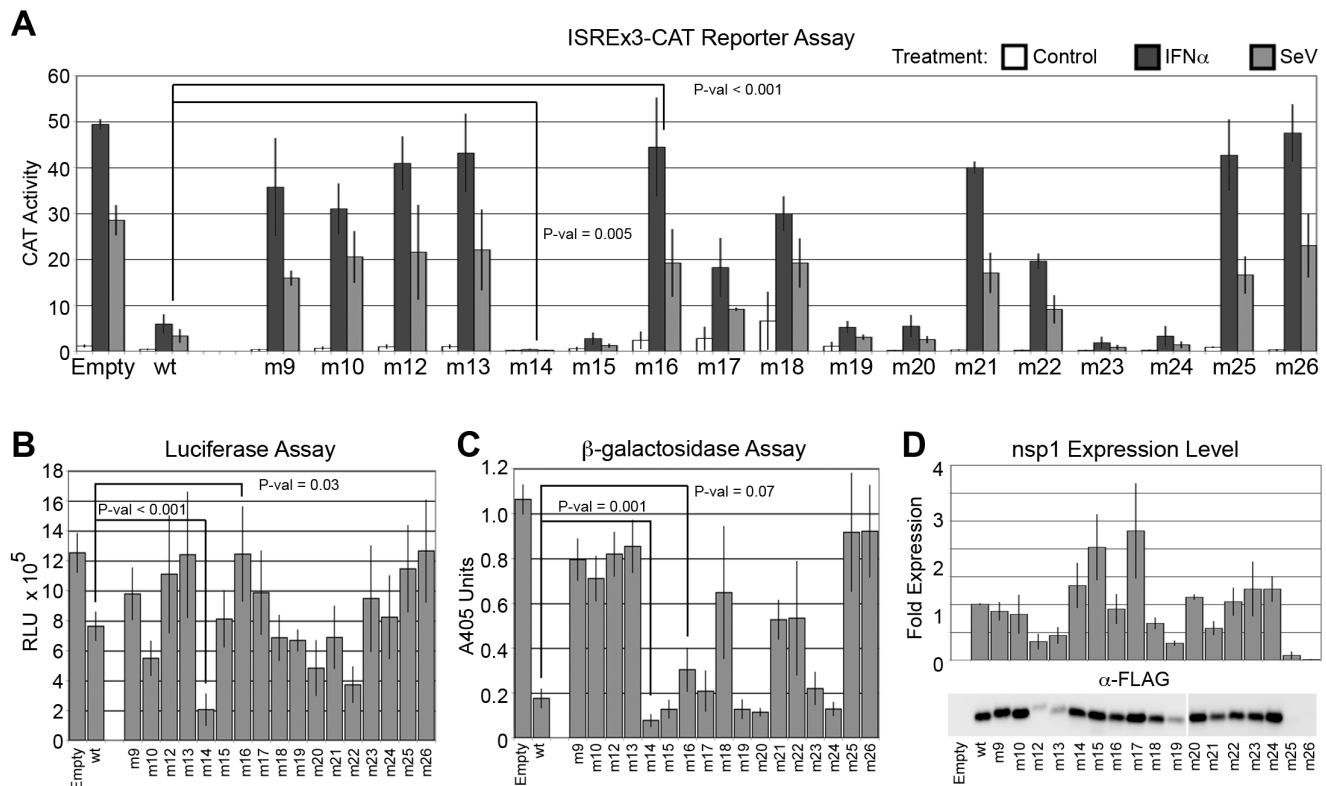 A
ISREx3-CAT Reporter Assay
Treatment: Control IFNα SeV
60
50
40
30
20
10
0
CAT Activity
P-val < 0.001
P-val = 0.005
Empty wt m9 m10 m12 m13 m14 m15 m16 m17 m18 m19 m20 m21 m22 m23 m24 m25 m26
B
Luciferase Assay
18
16
14
12
10
8
6
4
2
0
RLU x 10⁵
P-val = 0.03
P-val < 0.001
Empty wt m9 m10 m12 m13 m14 m15 m16 m17 m18 m19 m20 m21 m22 m23 m24 m25 m26
C
β-galactosidase Assay
1.2
1.0
0.8
0.6
0.4
0.2
0
A405 Units
P-val = 0.07
P-val = 0.001
Empty wt m9 m10 m12 m13 m14 m15 m16 m17 m18 m19 m20 m21 m22 m23 m24 m25 m26
D
nsp1 Expression Level
4
3
2
1
0
Fold Expression
α-FLAG
Empty wt m9 m10 m12 m13 m14 m15 m16 m17 m18 m19 m20 m21 m22 m23 m24 m25 m26